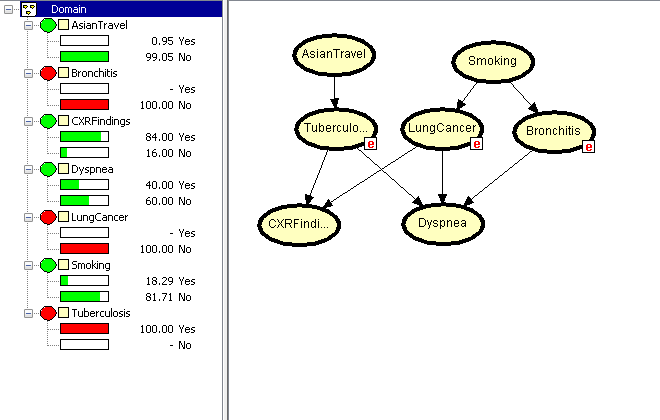 Domain
AsianTravel
0.95 Yes
99.05 No
Bronchitis
- Yes
100.00 No
CXRFindings
84.00 Yes
16.00 No
Dyspnea
40.00 Yes
60.00 No
LungCancer
- Yes
100.00 No
Smoking
18.29 Yes
81.71 No
Tuberculosis
100.00 Yes
- No
AsianTravel
Smoking
Tuberculo...
e
LungCancer
e
Bronchitis
e
CXRFindi...
Dyspnea